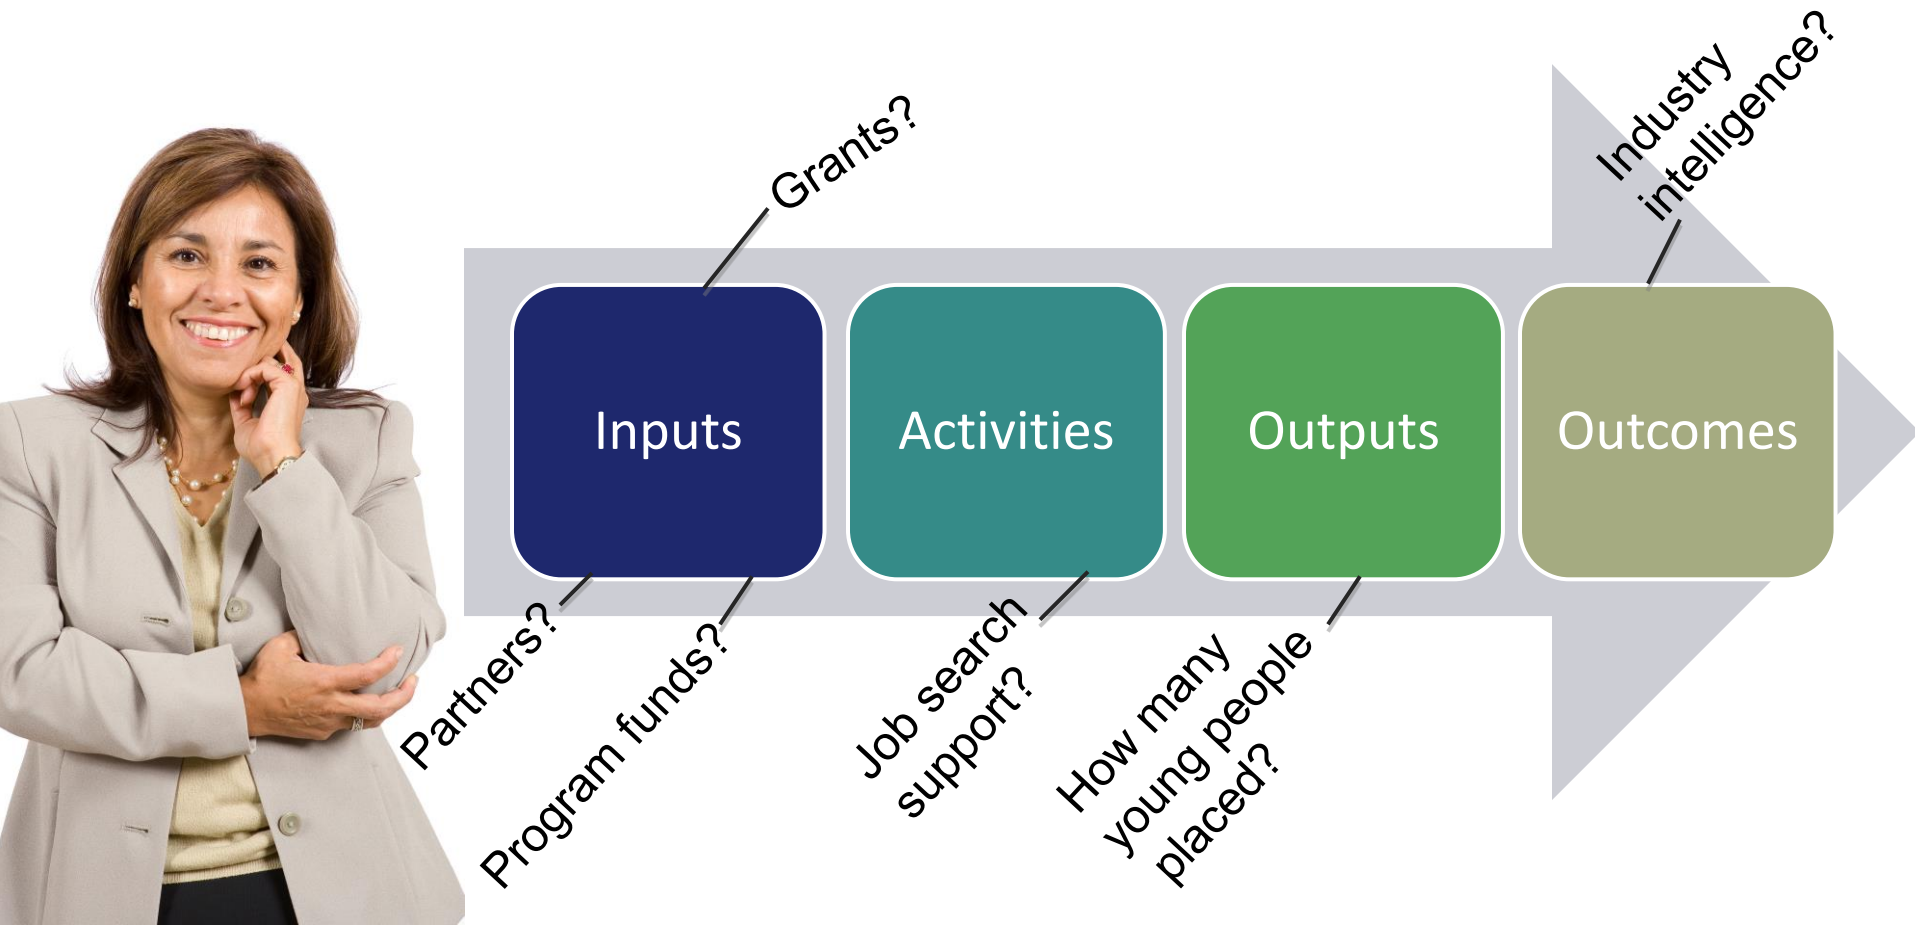 Grants?
Industry
intelligence?
Inputs
Activities
Outputs
Outcomes
Partners?
Program funds?
Job search
support?
How many
young people
placed?